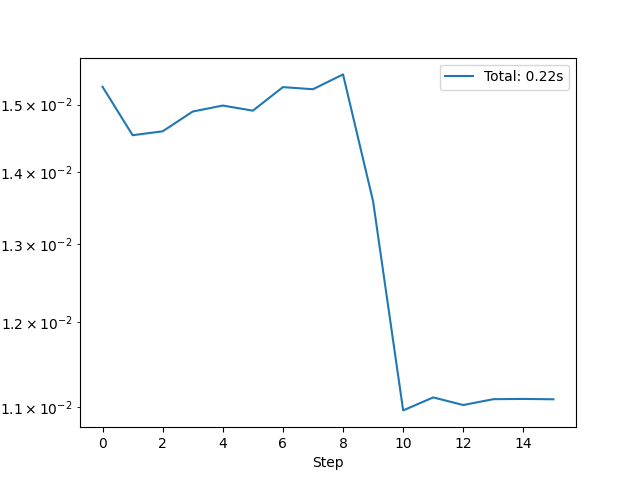 Total: 0.22s
1.5 × 10⁻²
1.4 × 10⁻²
1.3 × 10⁻²
1.2 × 10⁻²
1.1 × 10⁻²
0 2 4 6 8 10 12 14
Step